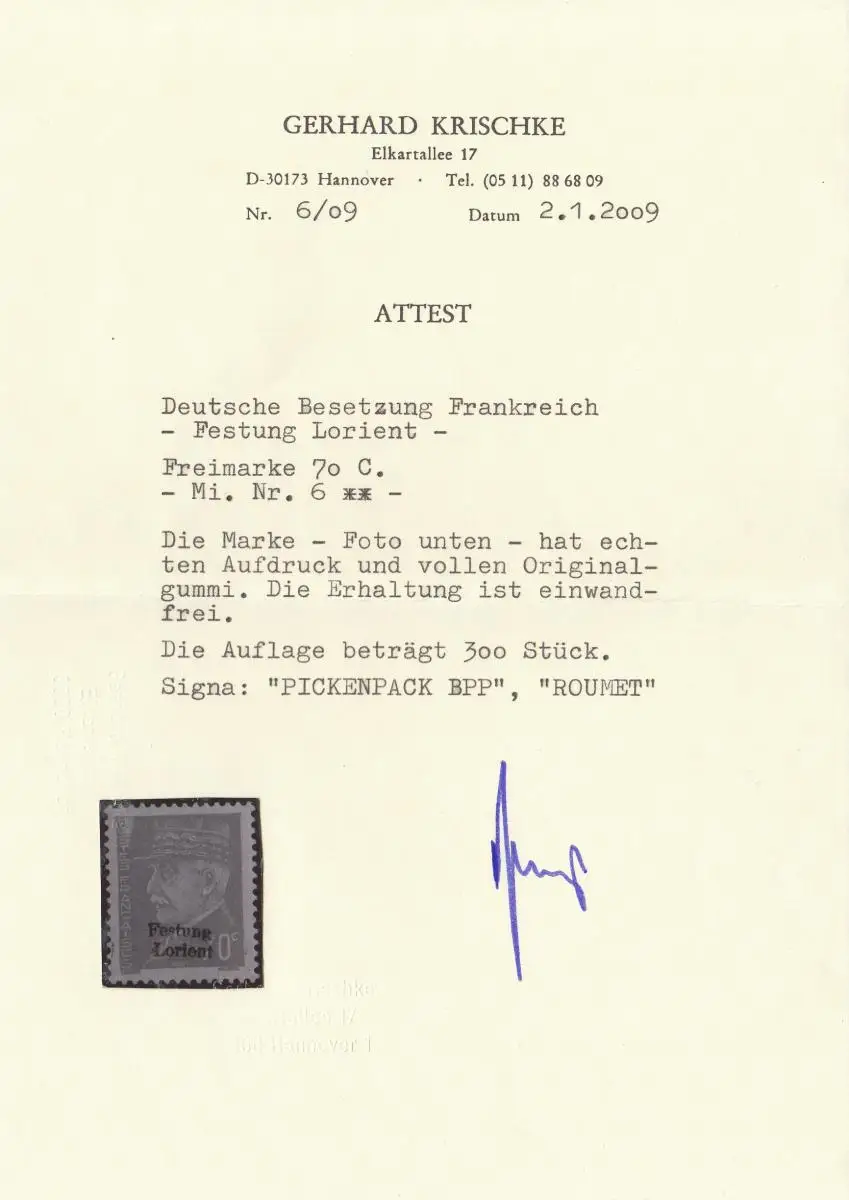 GERHARD KRISCHKE
Elkartallee 17
D-30173 Hannover · Tel. (05 11) 88 68 09
Nr. 6/09 Datum 2.1.2009
ATTEST
Deutsche Besetzung Frankreich
- Festung Lorient -
Freimarke 70 C.
- Mi. Nr. 6 ** -
Die Marke - Foto unten - hat ech-
ten Aufdruck und vollen Original-
gummi. Die Erhaltung ist einwand-
frei.
Die Auflage beträgt 300 Stück.
Signa: "PICKENPACK BPP", "ROUMET"
Festung
Lorient